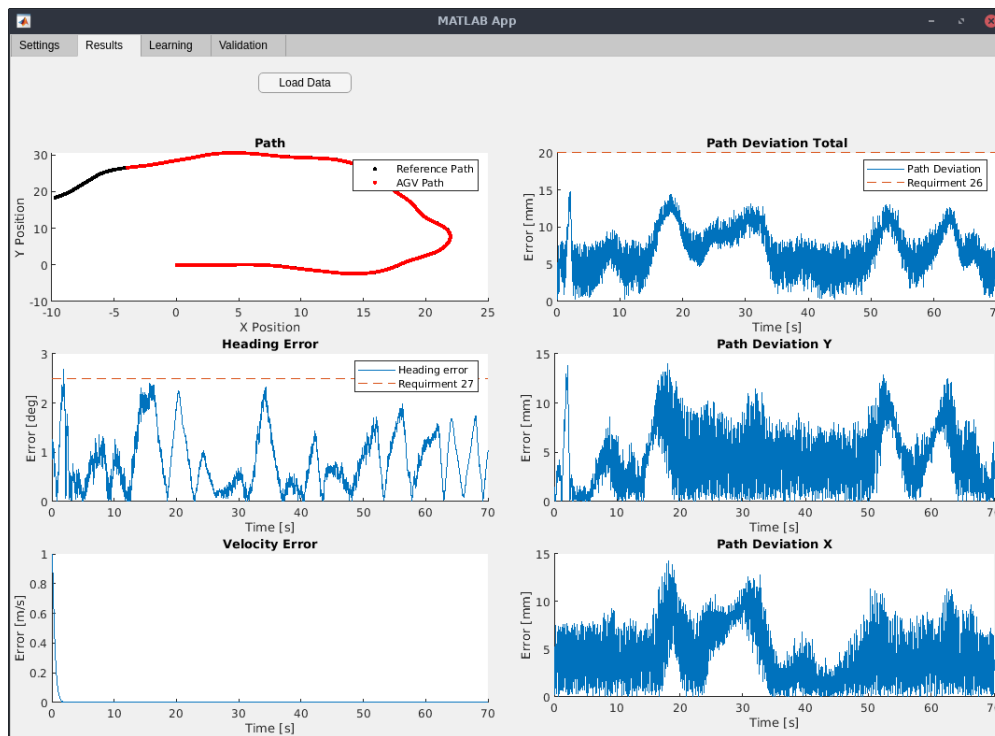 MATLAB App
Settings Results Learning Validation
Load Data
Path
30
20
10
0
-10
Y Position
-10 -5 0 5 10 15 20 25
X Position
Reference Path
AGV Path
Path Deviation Total
20
15
10
5
0
Error [mm]
0 10 20 30 40 50 60 70
Time [s]
Path Deviation
Requirment 26
Heading Error
3
2
1
0
Error [deg]
0 10 20 30 40 50 60 70
Time [s]
Heading error
Requirment 27
Path Deviation Y
15
10
5
0
Error [mm]
0 10 20 30 40 50 60 70
Time [s]
Velocity Error
1
0.8
0.6
0.4
0.2
0
Error [m/s]
0 10 20 30 40 50 60 70
Time [s]
Path Deviation X
15
10
5
0
Error [mm]
0 10 20 30 40 50 60 70
Time [s]